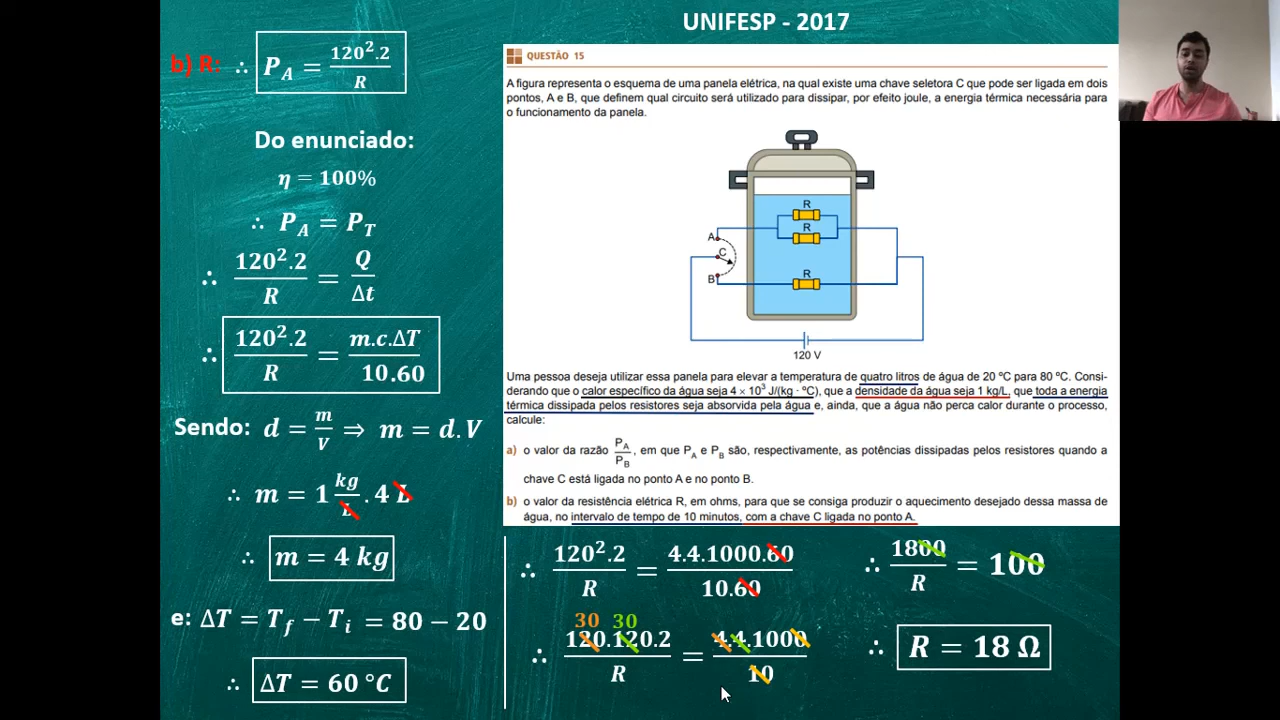 UNIFESP - 2017
b) R: ∴ P_A = 120².2 / R
Do enunciado:
η = 100%
∴ P_A = P_T
∴ 120².2 / R = Q / Δt
∴ 120².2 / R = m.c.ΔT / 10.60
Sendo: d = m / V ⇒ m = d.V
∴ m = 1 kg / L . 4 L
∴ m = 4 kg
e: ΔT = T_f − T_i = 80 − 20
∴ ΔT = 60 °C
QUESTÃO 15
A figura representa o esquema de uma panela elétrica, na qual existe uma chave seletora C que pode ser ligada em dois
pontos, A e B, que definem qual circuito será utilizado para dissipar, por efeito joule, a energia térmica necessária para
o funcionamento da panela.
R
R
A
C
B
R
120 V
Uma pessoa deseja utilizar essa panela para elevar a temperatura de quatro litros de água de 20 ºC para 80 ºC. Consi-
derando que o calor específico da água seja 4 × 10³ J/(kg · ºC), que a densidade da água seja 1 kg/L, que toda a energia
térmica dissipada pelos resistores seja absorvida pela água e, ainda, que a água não perca calor durante o processo,
calcule:
a) o valor da razão P_A / P_B, em que P_A e P_B são, respectivamente, as potências dissipadas pelos resistores quando a
chave C está ligada no ponto A e no ponto B.
b) o valor da resistência elétrica R, em ohms, para que se consiga produzir o aquecimento desejado dessa massa de
água, no intervalo de tempo de 10 minutos, com a chave C ligada no ponto A.
∴ 120².2 / R = 4.4.1000.60 / 10.60
30 30
∴ 120.120.2 / R = 4.4.1000 / 10
∴ 1800 / R = 100
∴ R = 18 Ω